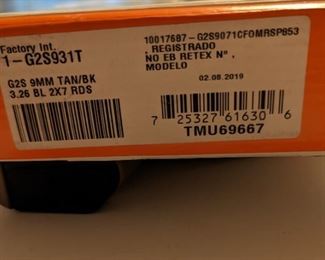 Factory Int.
1-G2S931T
G2S 9MM TAN/BK
3.26 BL 2X7 RDS
10017687-G2S9071CFOMRSP853
, REGISTRADO
NO EB RETEX Nº ,
MODELO
02.08.2019
7 25327 61630 6
TMU69667